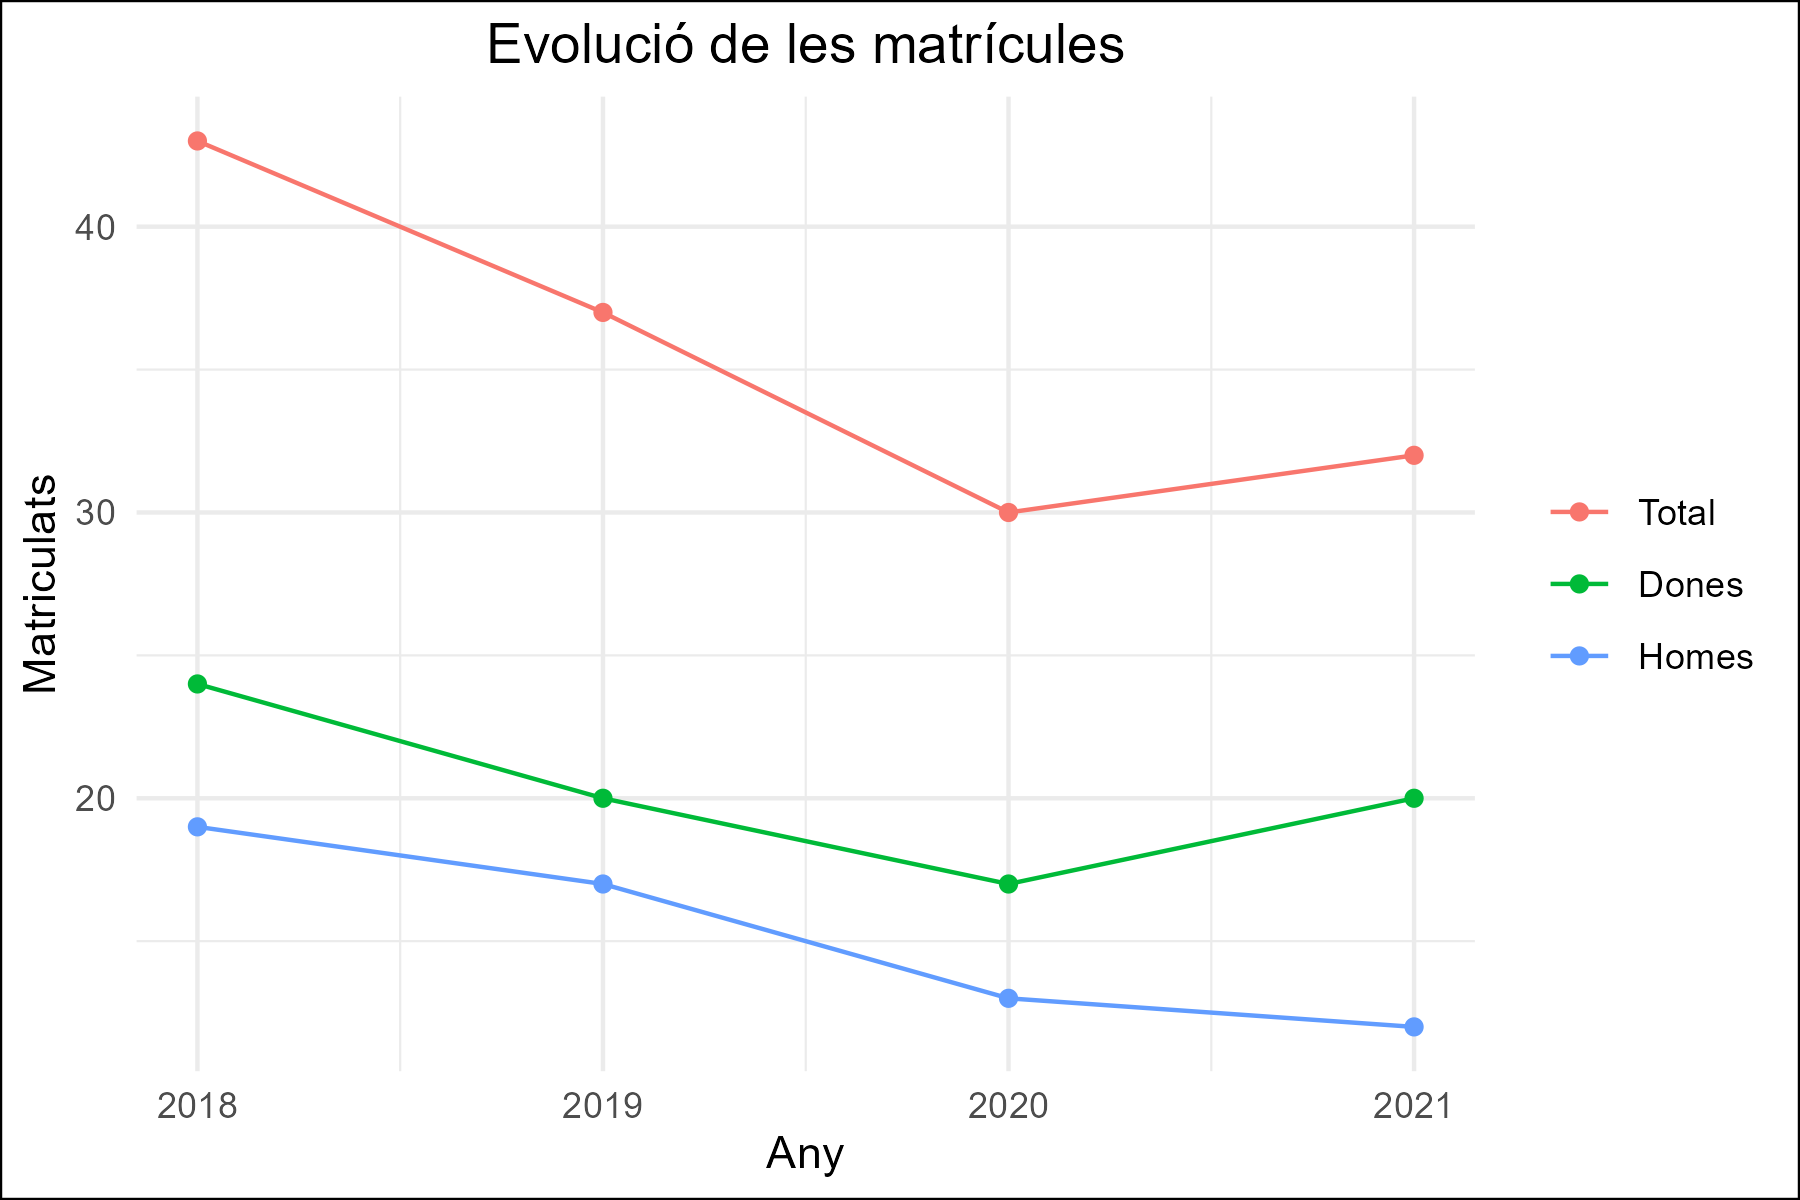 Evolució de les matrícules
Matriculats
40
30
20
2018
2019
2020
2021
Any
Total
Dones
Homes